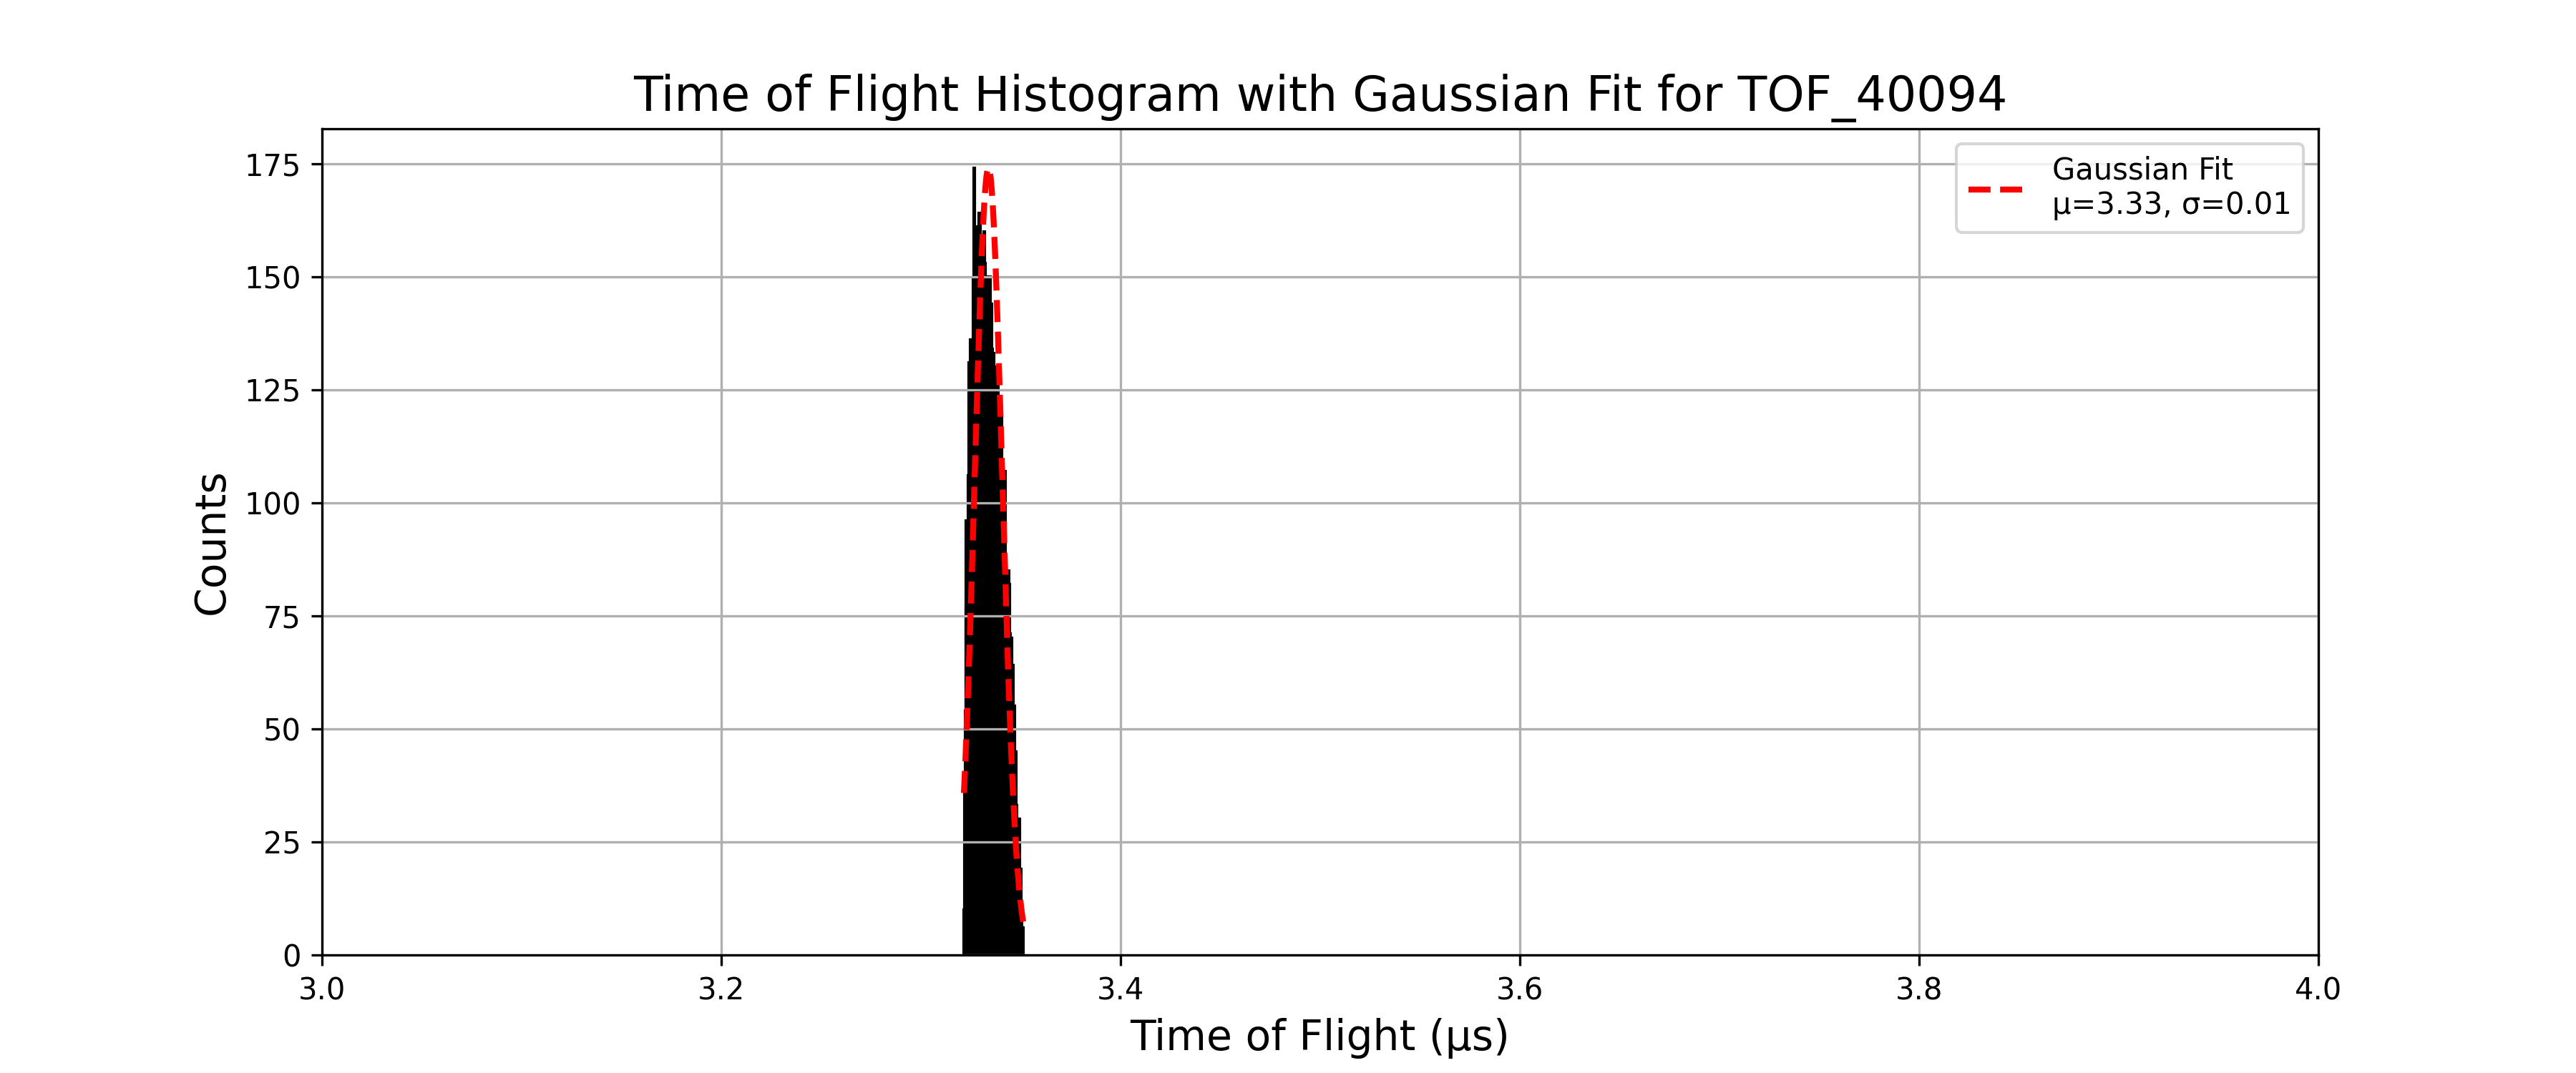 Time of Flight Histogram with Gaussian Fit for TOF_40094
Gaussian Fit
μ=3.33, σ=0.01
175
150
125
100
75
50
25
0
Counts
3.0 3.2 3.4 3.6 3.8 4.0
Time of Flight (μs)